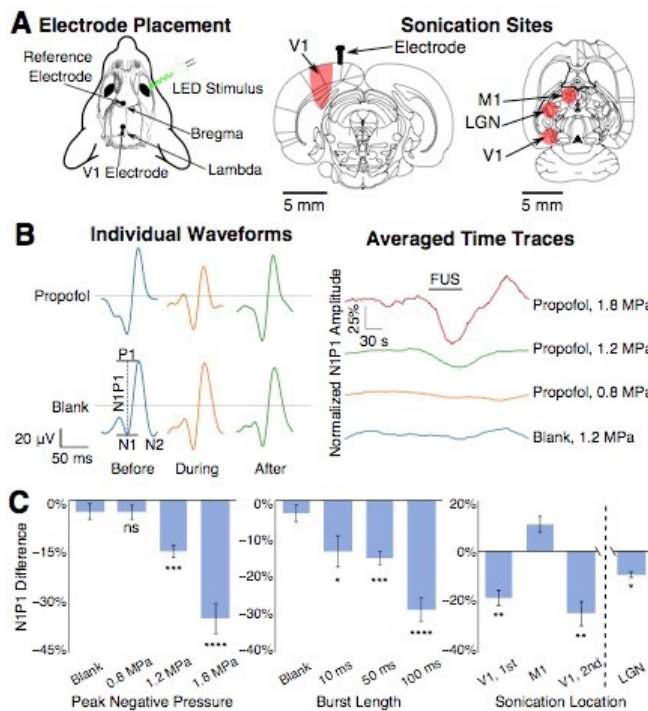 A Electrode Placement
Sonication Sites
Reference
Electrode
LED Stimulus
Bregma
V1 Electrode
Lambda
V1
Electrode
M1
LGN
V1
5 mm
5 mm
B Individual Waveforms
Averaged Time Traces
Propofol
Blank
P1
N1P1
N1 N2
20 µV
50 ms
Before During After
Normalized N1P1 Amplitude
FUS
25%
30 s
Propofol, 1.8 MPa
Propofol, 1.2 MPa
Propofol, 0.8 MPa
Blank, 1.2 MPa
C
N1P1 Difference
0%
−15%
−30%
−45%
ns
***
****
Blank 0.8 MPa 1.2 MPa 1.8 MPa
Peak Negative Pressure
0%
−10%
−20%
−30%
−40%
*
***
****
Blank 10 ms 50 ms 100 ms
Burst Length
20%
0%
−20%
−40%
**
**
*
V1, 1st M1 V1, 2nd LGN
Sonication Location